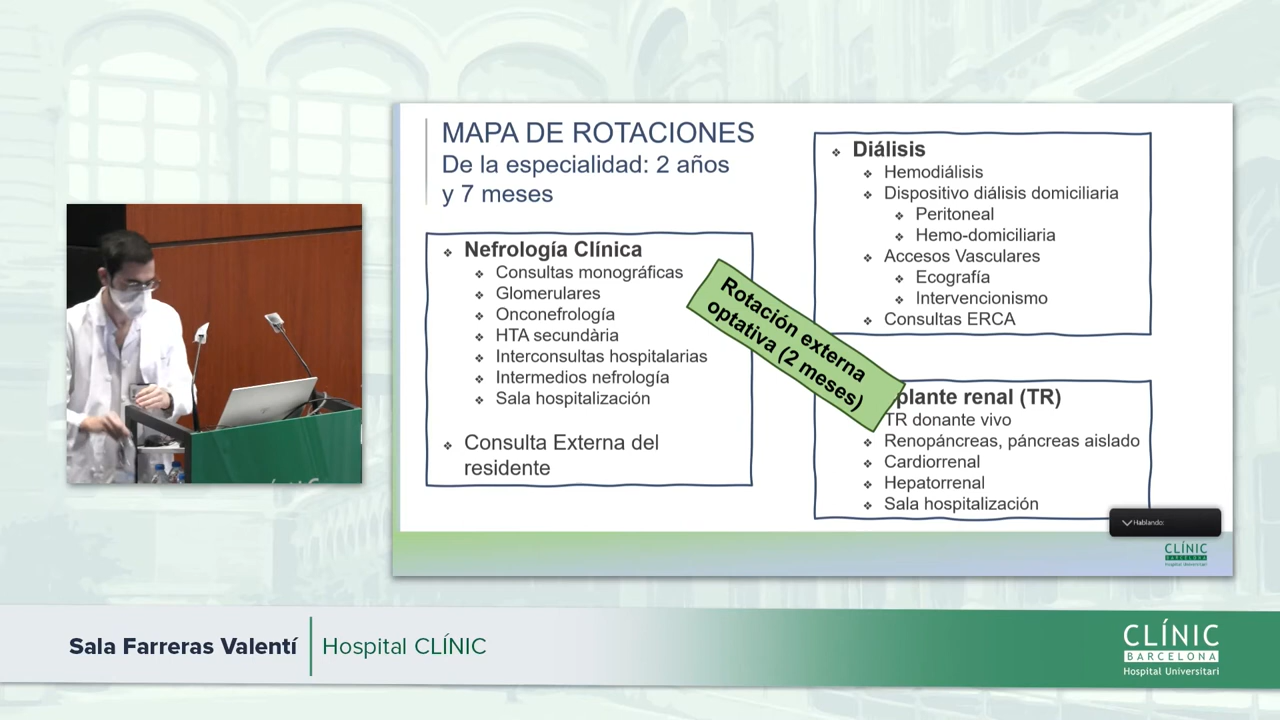 MAPA DE ROTACIONES
De la especialidad: 2 años
y 7 meses
Nefrología Clínica
Consultas monográficas
Glomerulares
Onconefrología
HTA secundària
Interconsultas hospitalarias
Intermedios nefrología
Sala hospitalización
Consulta Externa del
residente
Rotación externa
optativa (2 meses)
Diálisis
Hemodiálisis
Dispositivo diálisis domiciliaria
Peritoneal
Hemo-domiciliaria
Accesos Vasculares
Ecografía
Intervencionismo
Consultas ERCA
plante renal (TR)
TR donante vivo
Renopáncreas, páncreas aislado
Cardiorrenal
Hepatorrenal
Sala hospitalización
Hablando:
CLÍNIC
BARCELONA
Hospital Universitari
Sala Farreras Valentí
Hospital CLÍNIC
CLÍNIC
BARCELONA
Hospital Universitari